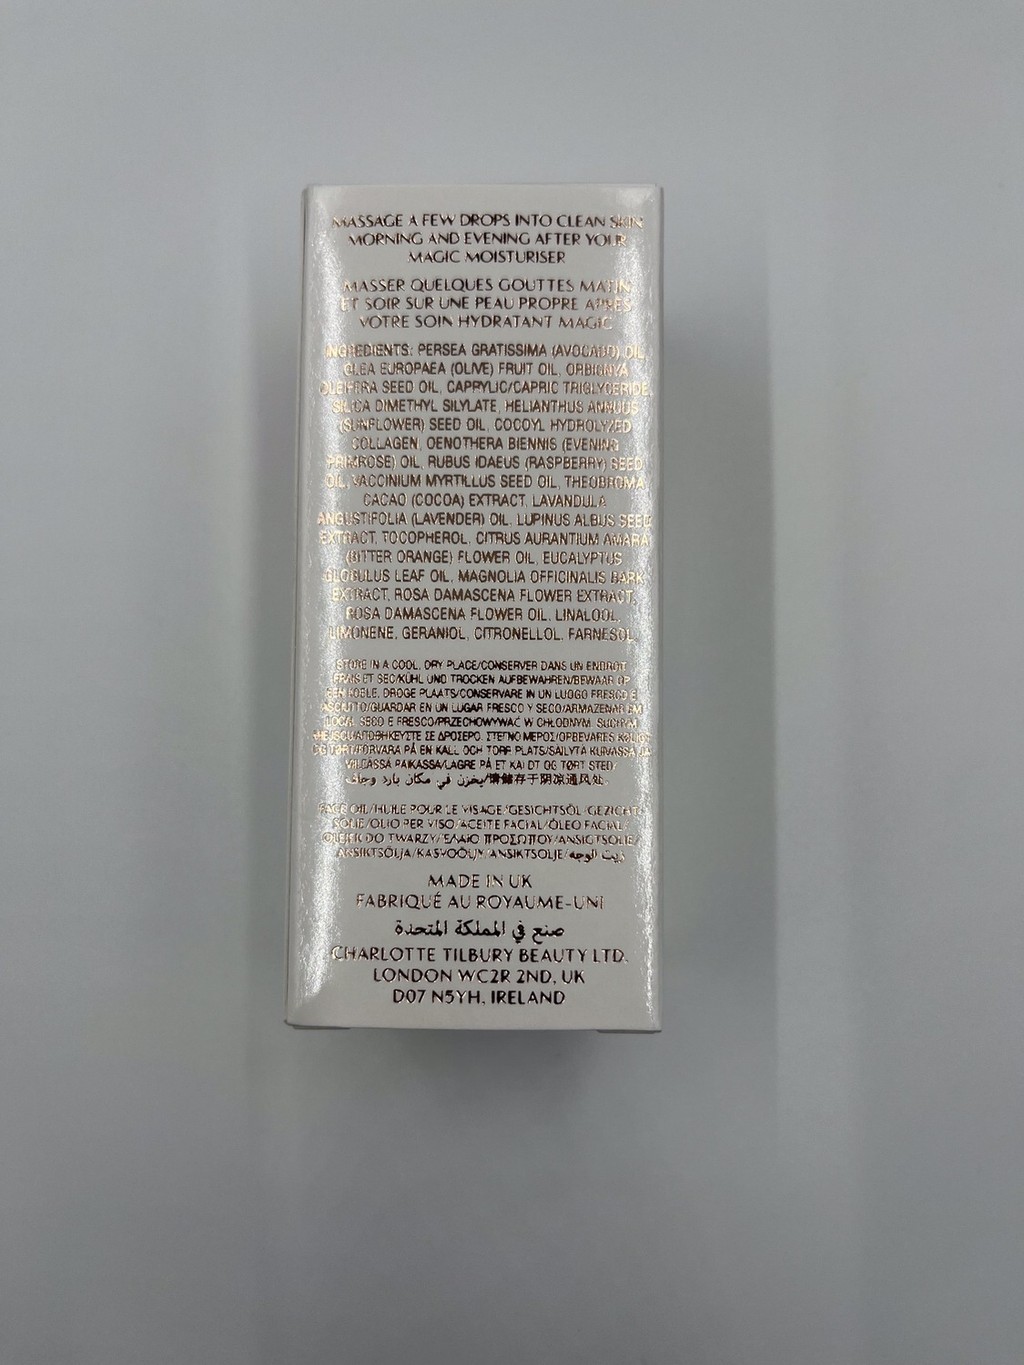 MASSAGE A FEW DROPS INTO CLEAN SKIN
MORNING AND EVENING AFTER YOUR
MAGIC MOISTURISER
MASSER QUELQUES GOUTTES MATIN
ET SOIR SUR UNE PEAU PROPRE APRÈS
VOTRE SOIN HYDRATANT MAGIC
INGREDIENTS: PERSEA GRATISSIMA (AVOCADO) OIL,
OLEA EUROPAEA (OLIVE) FRUIT OIL, ORBIGNYA
OLEIFERA SEED OIL, CAPRYLIC/CAPRIC TRIGLYCERIDE,
SILICA DIMETHYL SILYLATE, HELIANTHUS ANNUUS
(SUNFLOWER) SEED OIL, COCOYL HYDROLYZED
COLLAGEN, OENOTHERA BIENNIS (EVENING
PRIMROSE) OIL, RUBUS IDAEUS (RASPBERRY) SEED
OIL, VACCINIUM MYRTILLUS SEED OIL, THEOBROMA
CACAO (COCOA) EXTRACT, LAVANDULA
ANGUSTIFOLIA (LAVENDER) OIL, LUPINUS ALBUS SEED
EXTRACT, TOCOPHEROL, CITRUS AURANTIUM AMARA
(BITTER ORANGE) FLOWER OIL, EUCALYPTUS
GLOBULUS LEAF OIL, MAGNOLIA OFFICINALIS BARK
EXTRACT, ROSA DAMASCENA FLOWER EXTRACT,
ROSA DAMASCENA FLOWER OIL, LINALOOL,
LIMONENE, GERANIOL, CITRONELLOL, FARNESOL.
STORE IN A COOL, DRY PLACE/CONSERVER DANS UN ENDROIT
FRAIS ET SEC/KÜHL UND TROCKEN AUFBEWAHREN/BEWAAR OP
EEN KOELE, DROGE PLAATS/CONSERVARE IN UN LUOGO FRESCO E
ASCIUTTO/GUARDAR EN UN LUGAR FRESCO Y SECO/ARMAZENAR EM
LOCAL SECO E FRESCO/PRZECHOWYWAĆ W CHŁODNYM, SUCHYM
MIEJSCU/ΑΠΟΘΗΚΕΥΣΤΕ ΣΕ ΔΡΟΣΕΡΟ, ΣΤΕΓΝΟ ΜΕΡΟΣ/OPBEVARES KØLIGT
OG TØRT/FÖRVARA PÅ EN KALL OCH TORR PLATS/SÄILYTÄ KUIVASSA JA
VIILEÄSSÄ PAIKASSA/LAGRE PÅ ET KALDT OG TØRT STED/
يخزن في مكان بارد وجاف/请储存于阴凉通风处.
FACE OIL/HUILE POUR LE VISAGE/GESICHTSÖL/GEZICHTS-
OLIE/OLIO PER VISO/ACEITE FACIAL/ÓLEO FACIAL/
OLEJEK DO TWARZY/ΈΛΑΙΟ ΠΡΟΣΩΠΟΥ/ANSIGTSOLIE/
ANSIKTSOLJA/KASVOÖLJY/ANSIKTSOLJE/زيت الوجه
MADE IN UK
FABRIQUÉ AU ROYAUME-UNI
صنع في المملكة المتحدة
CHARLOTTE TILBURY BEAUTY LTD.
LONDON WC2R 2ND, UK
D07 N5YH, IRELAND